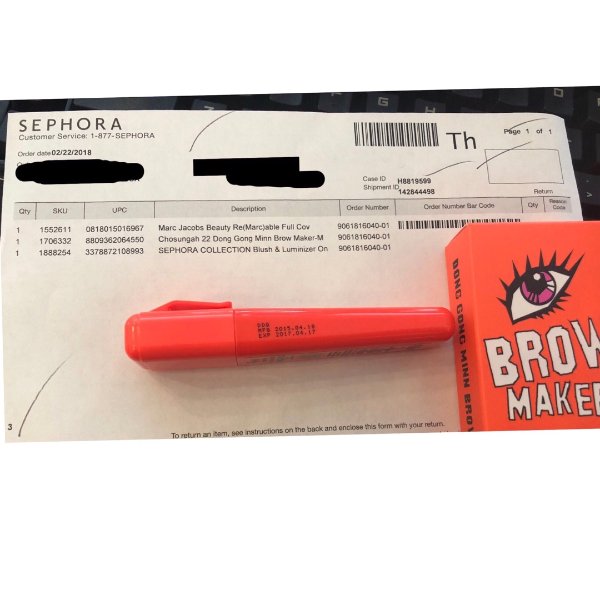 SEPHORA
Customer Service: 1-877-SEPHORA
Order date 02/22/2018
Th
Page 1 of 1
Case ID H8819599
Shipment ID 142844498
Return
Qty SKU UPC Description Order Number Order Number Bar Code Qty Reason Code
1 1552611 0818015016967 Marc Jacobs Beauty Re(Marc)able Full Cov 9061816040-01
1 1706332 8809362064550 Chosungah 22 Dong Gong Minn Brow Maker-M 9061816040-01
1 1888254 3378872108993 SEPHORA COLLECTION Blush & Luminizer On 9061816040-01
MFG 2015.04.18
EXP 2017.04.17
DONG GONG MINN BROW
BROW
MAKE
3
To return an item, see instructions on the back and enclose this form with your return.